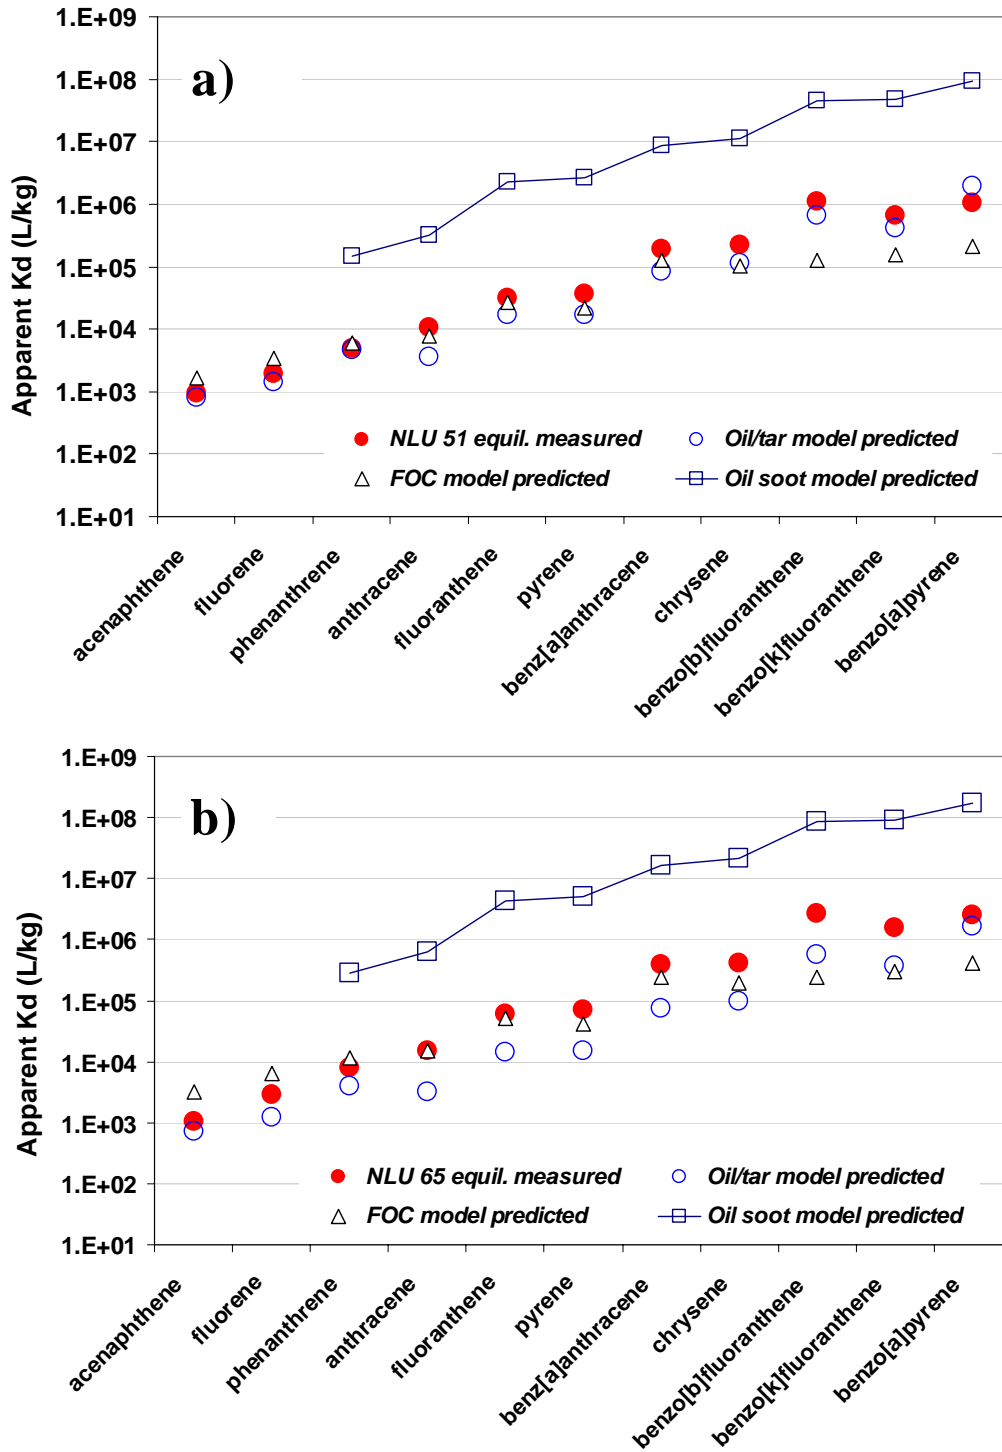 a)
Apparent Kd (L/kg)
1.E+09
1.E+08
1.E+07
1.E+06
1.E+05
1.E+04
1.E+03
1.E+02
1.E+01
NLU 51 equil. measured
Oil/tar model predicted
FOC model predicted
Oil soot model predicted
acenaphthene
fluorene
phenanthrene
anthracene
fluoranthene
pyrene
benz[a]anthracene
chrysene
benzo[b]fluoranthene
benzo[k]fluoranthene
benzo[a]pyrene
b)
Apparent Kd (L/kg)
1.E+09
1.E+08
1.E+07
1.E+06
1.E+05
1.E+04
1.E+03
1.E+02
1.E+01
NLU 65 equil. measured
Oil/tar model predicted
FOC model predicted
Oil soot model predicted
acenaphthene
fluorene
phenanthrene
anthracene
fluoranthene
pyrene
benz[a]anthracene
chrysene
benzo[b]fluoranthene
benzo[k]fluoranthene
benzo[a]pyrene